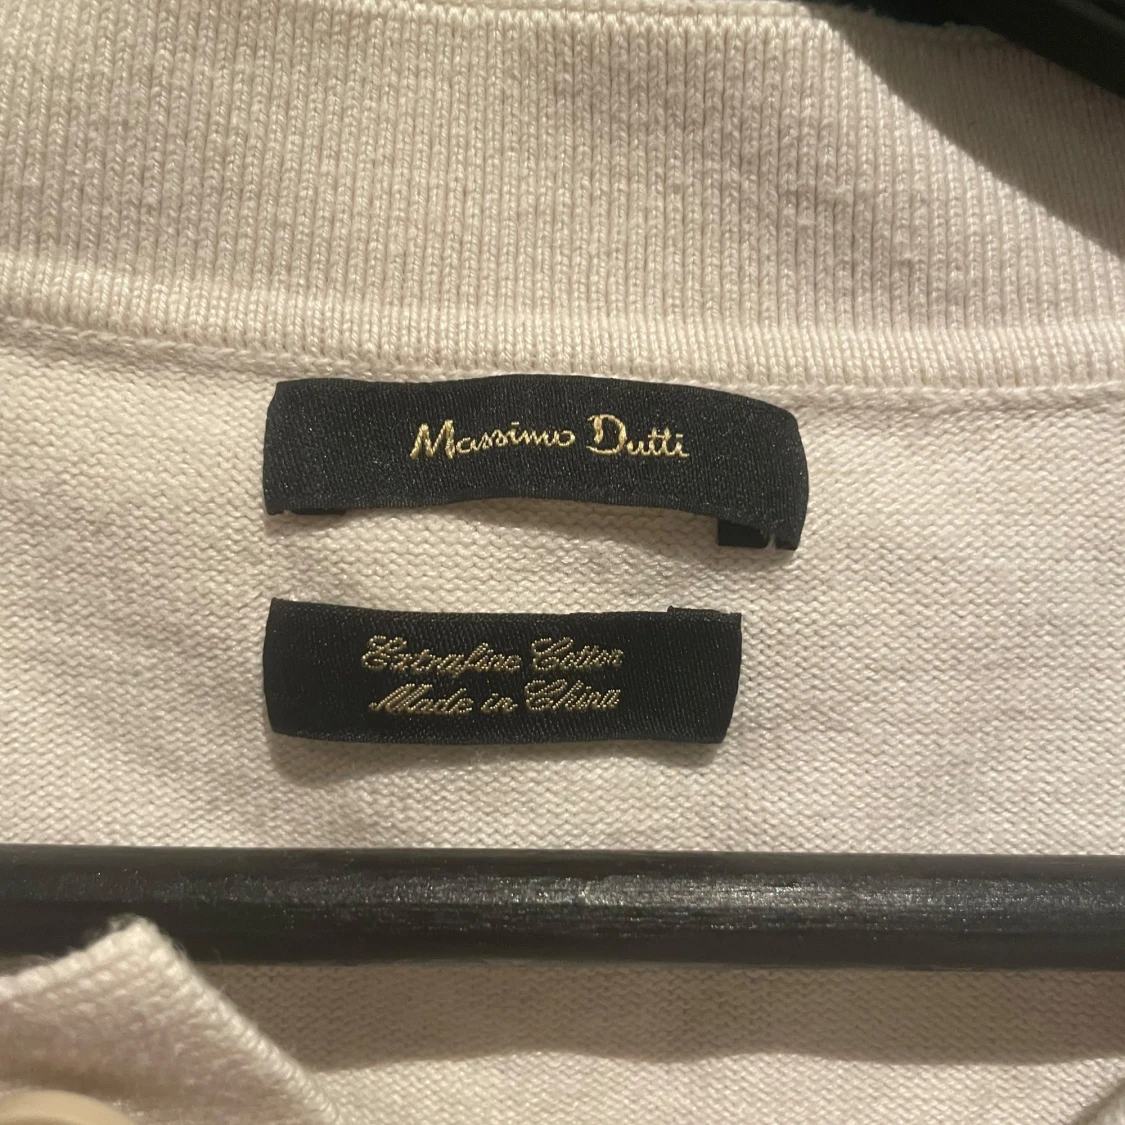 Massimo Dutti
Extrafine Cotton
Made in China